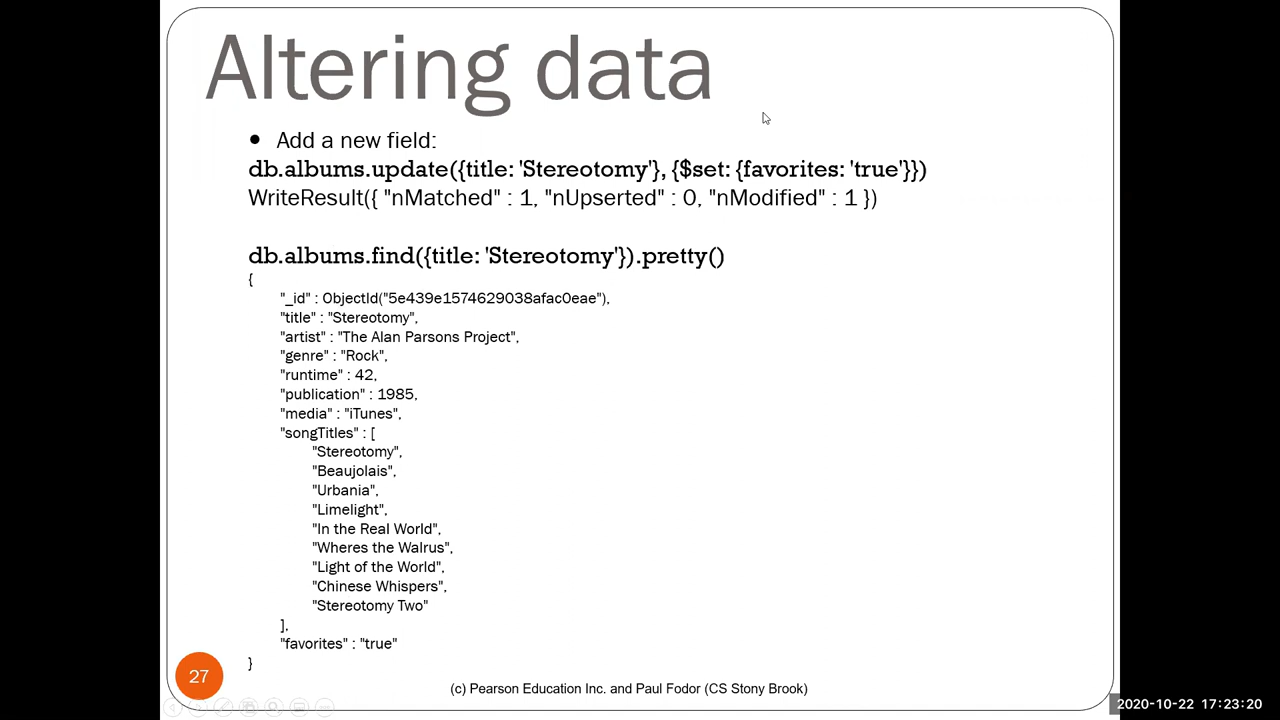 Altering data
● Add a new field:
db.albums.update({title: 'Stereotomy'}, {$set: {favorites: 'true'}})
WriteResult({ "nMatched" : 1, "nUpserted" : 0, "nModified" : 1 })
db.albums.find({title: 'Stereotomy'}).pretty()
{
"_id" : ObjectId("5e439e1574629038afac0eae"),
"title" : "Stereotomy",
"artist" : "The Alan Parsons Project",
"genre" : "Rock",
"runtime" : 42,
"publication" : 1985,
"media" : "iTunes",
"songTitles" : [
"Stereotomy",
"Beaujolais",
"Urbania",
"Limelight",
"In the Real World",
"Wheres the Walrus",
"Light of the World",
"Chinese Whispers",
"Stereotomy Two"
],
"favorites" : "true"
}
27
(c) Pearson Education Inc. and Paul Fodor (CS Stony Brook)
2020-10-22 17:23:20